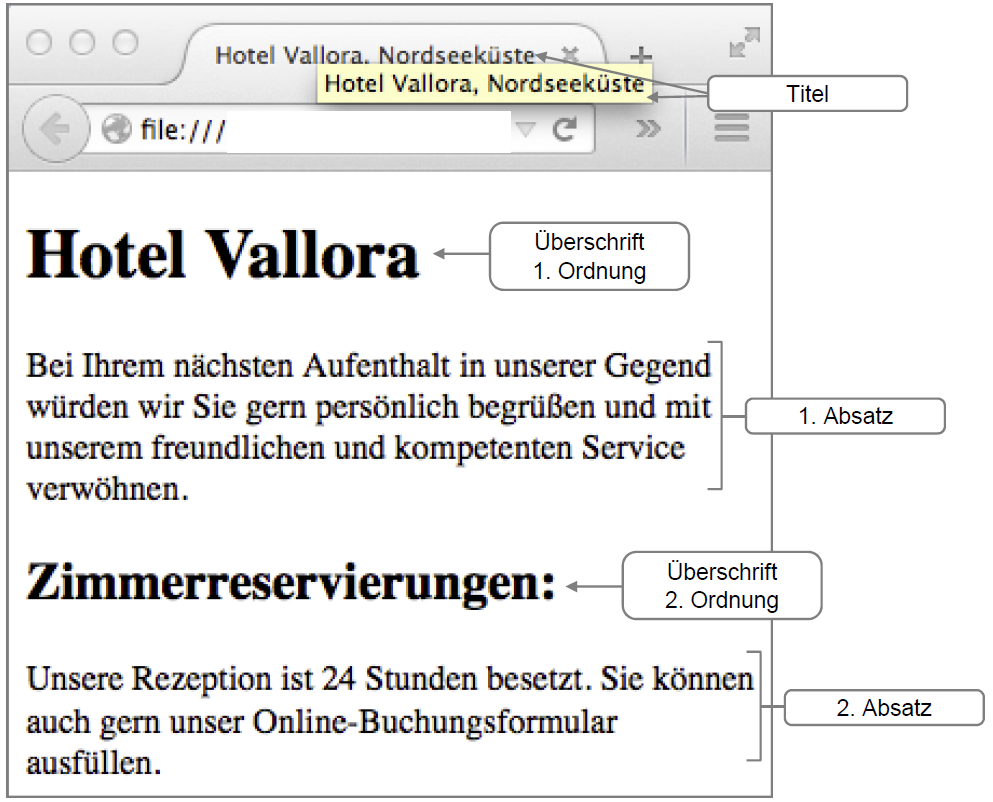 Hotel Vallora, Nordseeküste
Hotel Vallora, Nordseeküste
Titel
file:///
Hotel Vallora
Überschrift
1. Ordnung
Bei Ihrem nächsten Aufenthalt in unserer Gegend
würden wir Sie gern persönlich begrüßen und mit
unserem freundlichen und kompetenten Service
verwöhnen.
1. Absatz
Zimmerreservierungen:
Überschrift
2. Ordnung
Unsere Rezeption ist 24 Stunden besetzt. Sie können
auch gern unser Online-Buchungsformular
ausfüllen.
2. Absatz